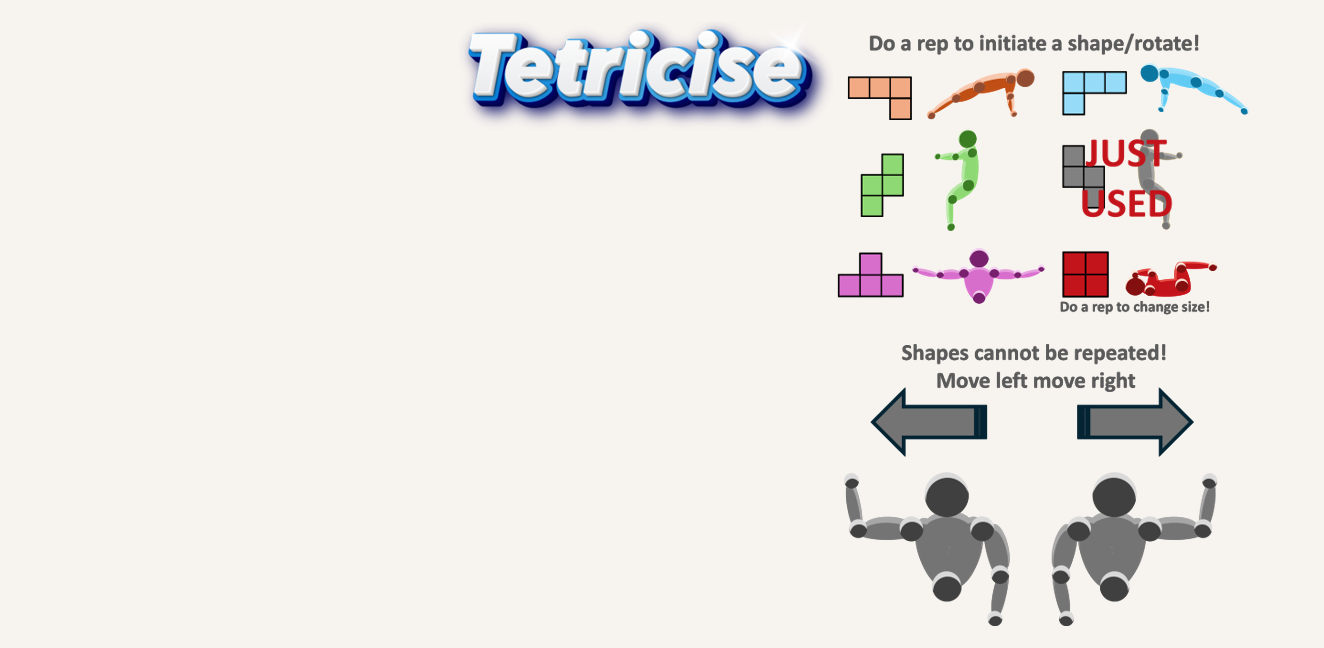 Tetricise
Do a rep to initiate a shape/rotate!
JUST
USED
Do a rep to change size!
Shapes cannot be repeated!
Move left move right